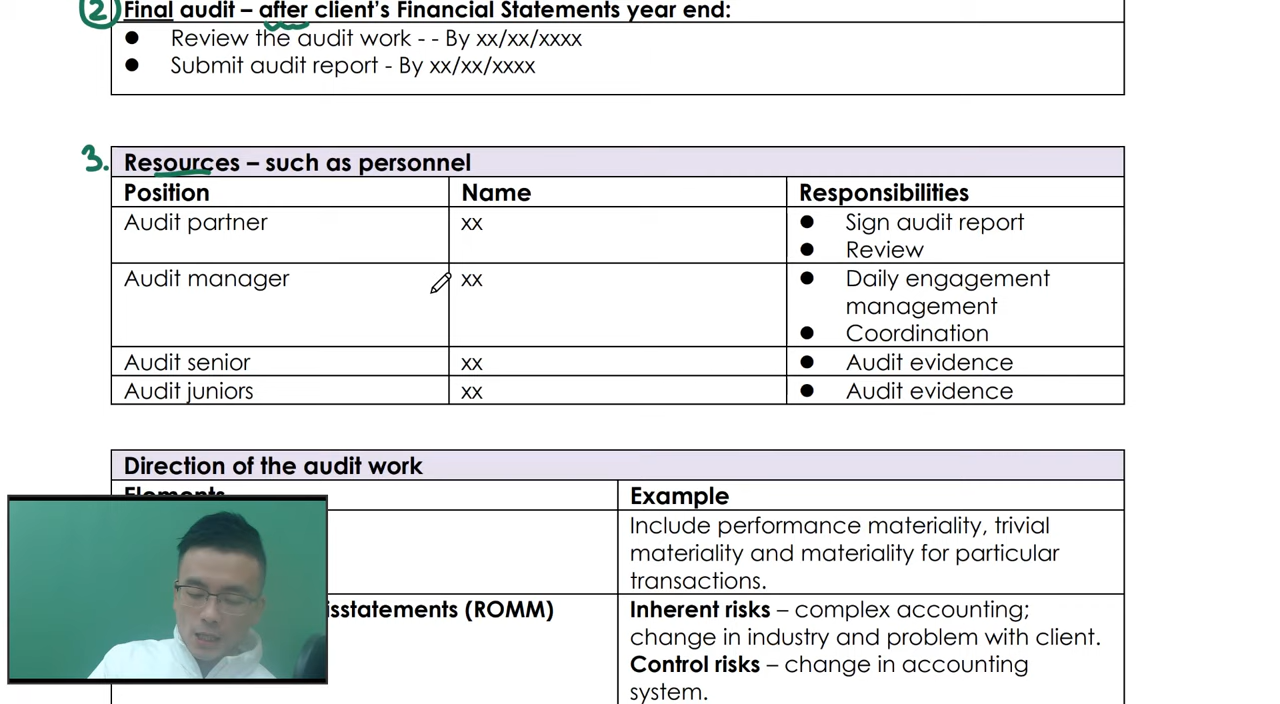 2 Final audit – after client's Financial Statements year end:
● Review the audit work - - By xx/xx/xxxx
● Submit audit report - By xx/xx/xxxx
3. Resources – such as personnel
Position Name Responsibilities
Audit partner xx ● Sign audit report
● Review
Audit manager xx ● Daily engagement
management
● Coordination
Audit senior xx ● Audit evidence
Audit juniors xx ● Audit evidence
Direction of the audit work
Elements Example
Include performance materiality, trivial
materiality and materiality for particular
transactions.
isstatements (ROMM) Inherent risks – complex accounting;
change in industry and problem with client.
Control risks – change in accounting
system.